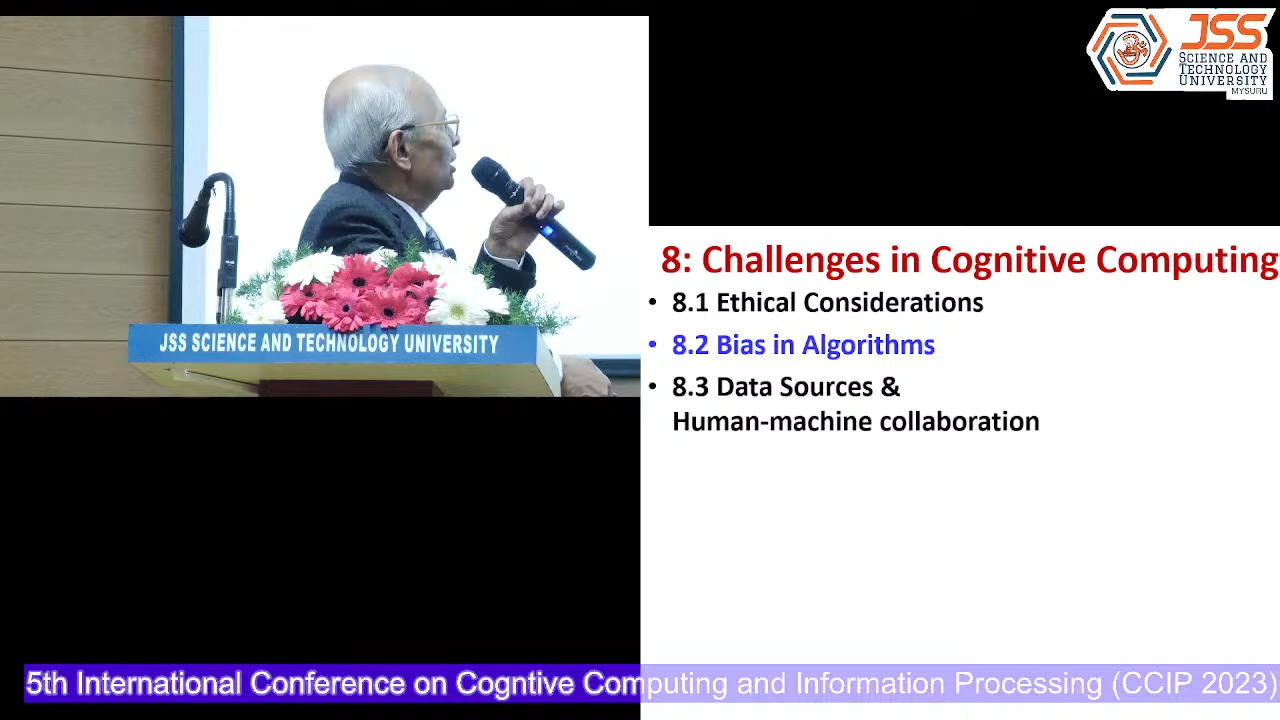 JSS
SCIENCE AND
TECHNOLOGY
UNIVERSITY
MYSURU
8: Challenges in Cognitive Computing
• 8.1 Ethical Considerations
• 8.2 Bias in Algorithms
• 8.3 Data Sources &
Human-machine collaboration
JSS SCIENCE AND TECHNOLOGY UNIVERSITY
5th International Conference on Cogntive Computing and Information Processing (CCIP 2023)